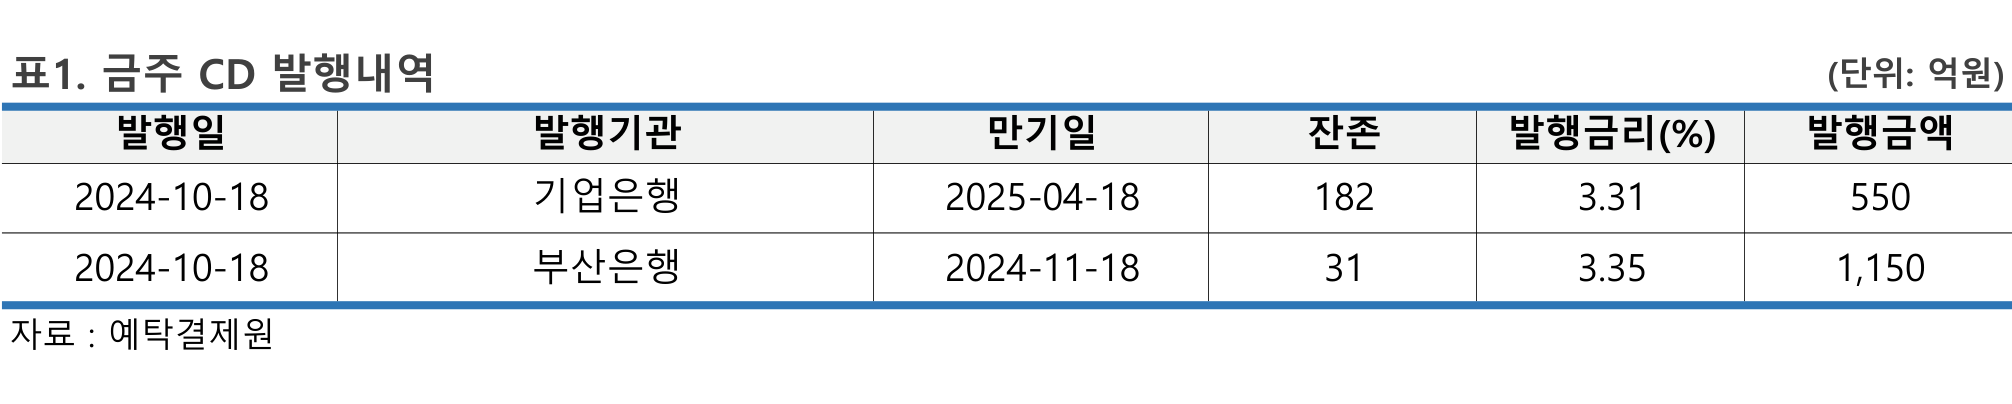 표1. 금주 CD 발행내역 (단위: 억원)
발행일 발행기관 만기일 잔존 발행금리(%) 발행금액
2024-10-18 기업은행 2025-04-18 182 3.31 550
2024-10-18 부산은행 2024-11-18 31 3.35 1,150
자료 : 예탁결제원